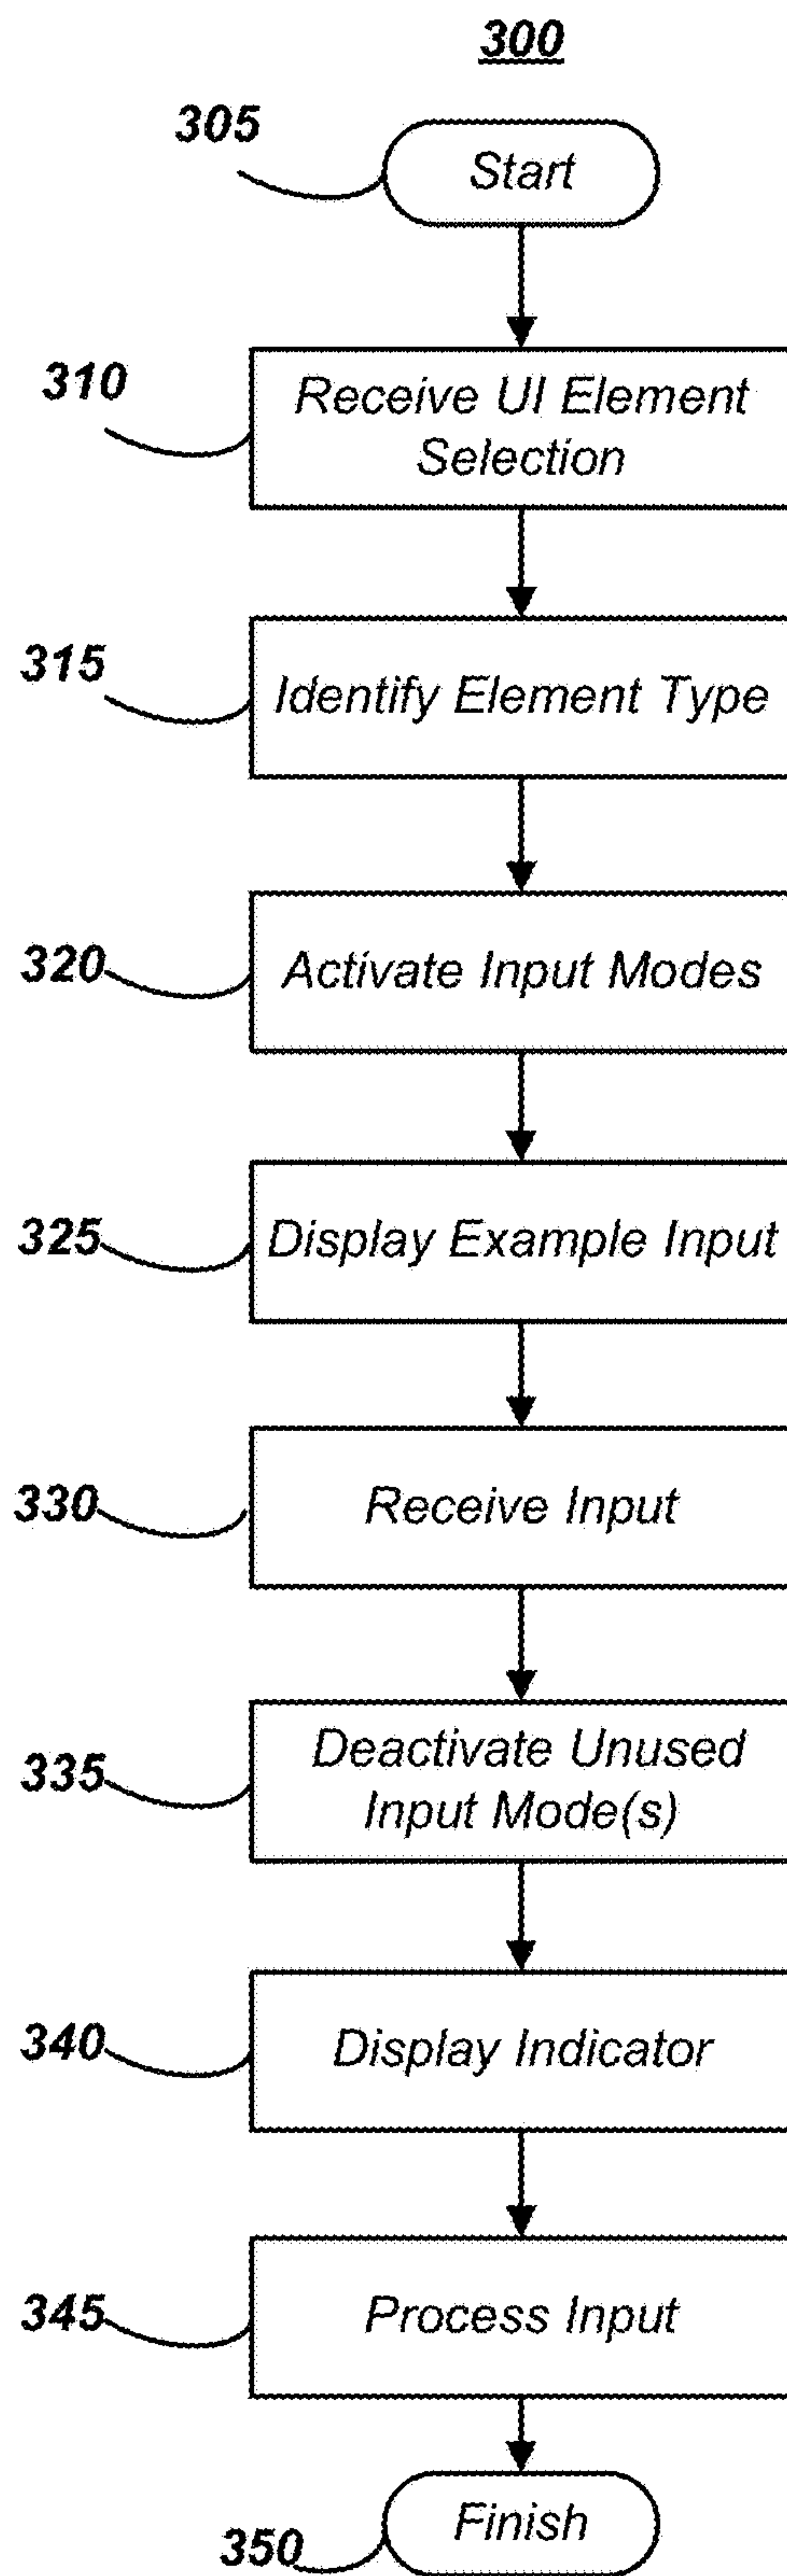 300
305
Start
310
Receive UI Element
Selection
315
Identify Element Type
320
Activate Input Modes
325
Display Example Input
330
Receive Input
335
Deactivate Unused
Input Mode(s)
340
Display Indicator
345
Process Input
350
Finish